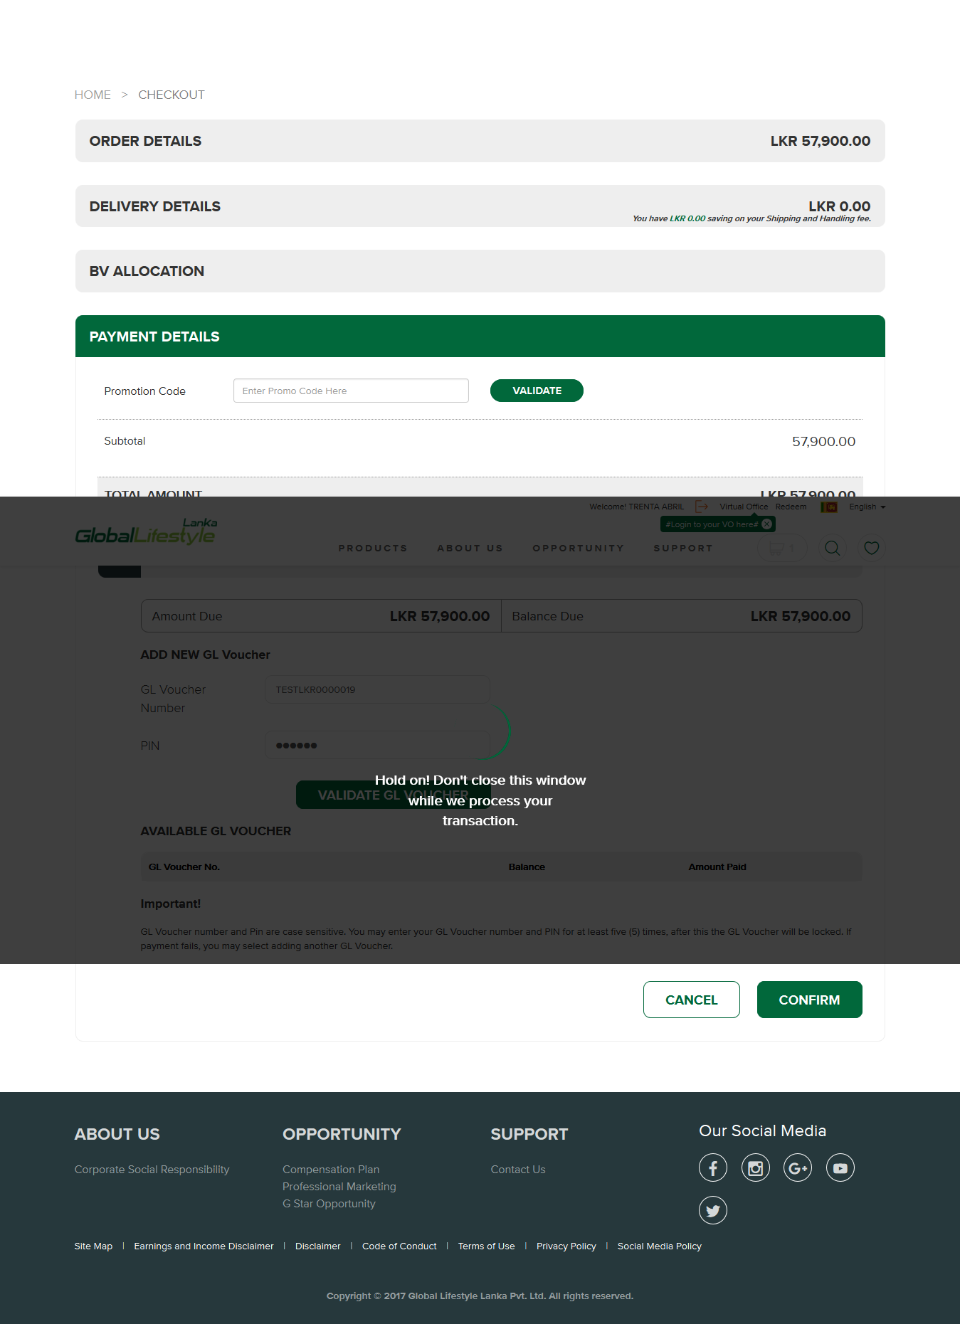 HOME > CHECKOUT
ORDER DETAILS LKR 57,900.00
DELIVERY DETAILS LKR 0.00
You have LKR 0.00 saving on your Shipping and Handling fee.
BV ALLOCATION
PAYMENT DETAILS
Promotion Code Enter Promo Code Here VALIDATE
Subtotal 57,900.00
TOTAL AMOUNT LKR 57,900.00
Welcome! TRENTA ABRIL Virtual Office Redeem English
Lanka
GlobalLifestyle
#Login to your VO here#
PRODUCTS ABOUT US OPPORTUNITY SUPPORT
Amount Due LKR 57,900.00 Balance Due LKR 57,900.00
ADD NEW GL Voucher
GL Voucher
Number
TESTLKR0000019
PIN
Hold on! Don't close this window
while we process your
transaction.
VALIDATE GL VOUCHER
AVAILABLE GL VOUCHER
GL Voucher No. Balance Amount Paid
Important!
GL Voucher number and Pin are case sensitive. You may enter your GL Voucher number and PIN for at least five (5) times, after this the GL Voucher will be locked. If
payment fails, you may select adding another GL Voucher.
CANCEL CONFIRM
ABOUT US OPPORTUNITY SUPPORT Our Social Media
Corporate Social Responsibility Compensation Plan Contact Us
Professional Marketing
G Star Opportunity
Site Map | Earnings and Income Disclaimer | Disclaimer | Code of Conduct | Terms of Use | Privacy Policy | Social Media Policy
Copyright © 2017 Global Lifestyle Lanka Pvt. Ltd. All rights reserved.